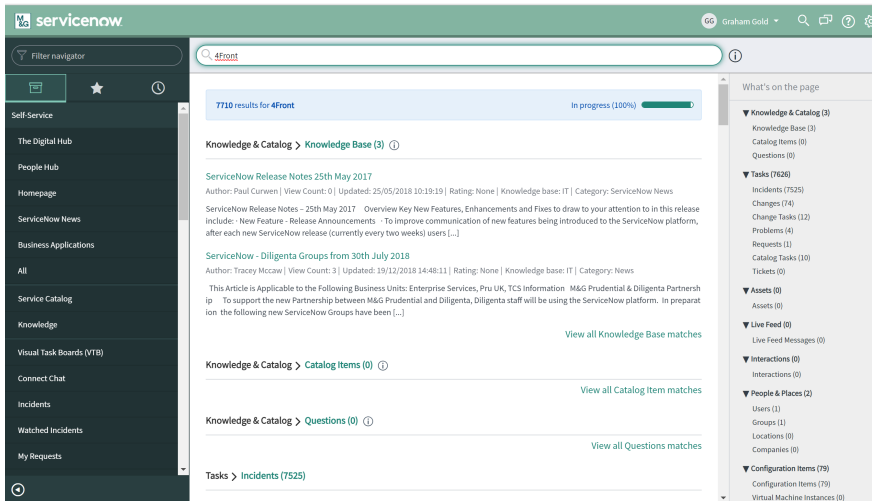 M&G servicenow
GG Graham Gold
Filter navigator
4Front
Self-Service
The Digital Hub
People Hub
Homepage
ServiceNow News
Business Applications
All
Service Catalog
Knowledge
Visual Task Boards (VTB)
Connect Chat
Incidents
Watched Incidents
My Requests
7710 results for 4Front
In progress (100%)
Knowledge & Catalog > Knowledge Base (3)
ServiceNow Release Notes 25th May 2017
Author: Paul Curwen | View Count: 0 | Updated: 25/05/2018 10:19:19 | Rating: None | Knowledge base: IT | Category: ServiceNow News
ServiceNow Release Notes – 25th May 2017 Overview Key New Features, Enhancements and Fixes to draw to your attention to in this release
include: · New Feature - Release Announcements · To improve communication of new features being introduced to the ServiceNow platform,
after each new ServiceNow release (currently every two weeks) users [...]
ServiceNow - Diligenta Groups from 30th July 2018
Author: Tracey Mccaw | View Count: 3 | Updated: 19/12/2018 14:48:11 | Rating: None | Knowledge base: IT | Category: News
This Article is Applicable to the Following Business Units: Enterprise Services, Pru UK, TCS Information M&G Prudential & Diligenta Partnersh
ip To support the new Partnership between M&G Prudential and Diligenta, Diligenta staff will be using the ServiceNow platform. In preparat
ion the following new ServiceNow Groups have been [...]
View all Knowledge Base matches
Knowledge & Catalog > Catalog Items (0)
View all Catalog Item matches
Knowledge & Catalog > Questions (0)
View all Questions matches
Tasks > Incidents (7525)
What's on the page
Knowledge & Catalog (3)
Knowledge Base (3)
Catalog Items (0)
Questions (0)
Tasks (7626)
Incidents (7525)
Changes (74)
Change Tasks (12)
Problems (4)
Requests (1)
Catalog Tasks (10)
Tickets (0)
Assets (0)
Assets (0)
Live Feed (0)
Live Feed Messages (0)
Interactions (0)
Interactions (0)
People & Places (2)
Users (1)
Groups (1)
Locations (0)
Companies (0)
Configuration Items (79)
Configuration Items (79)
Virtual Machine Instances (0)